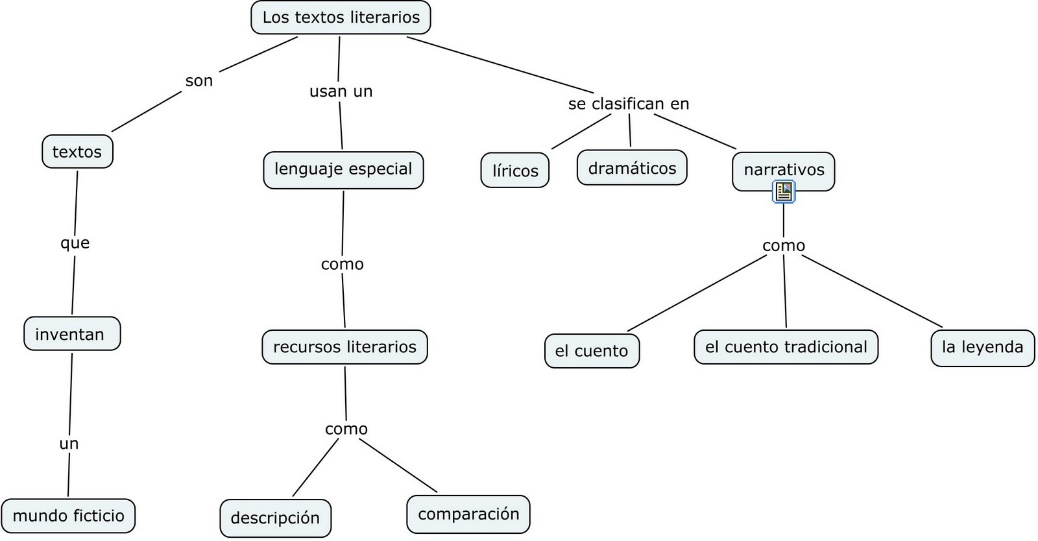 Los textos literarios
son
usan un
se clasifican en
textos
lenguaje especial
líricos
dramáticos
narrativos
que
como
como
inventan
recursos literarios
el cuento
el cuento tradicional
la leyenda
un
como
mundo ficticio
descripción
comparación